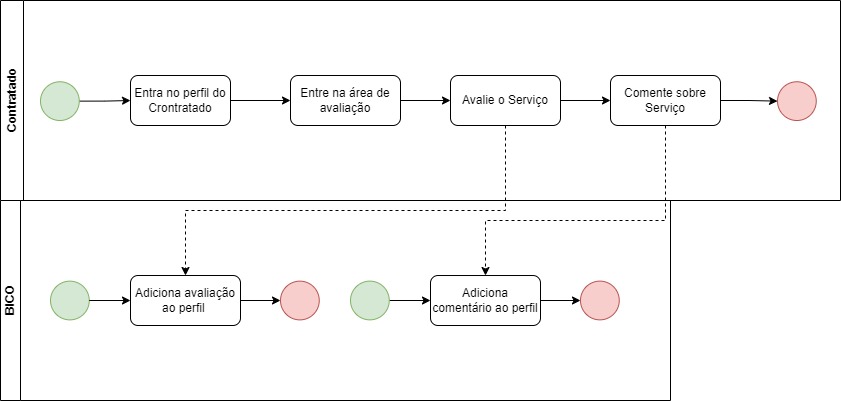 Contratado
Entra no perfil do
Crontratado
Entre na área de
avaliação
Avalie o Serviço
Comente sobre
Serviço
BICO
Adiciona avaliação
ao perfil
Adiciona
comentário ao perfil